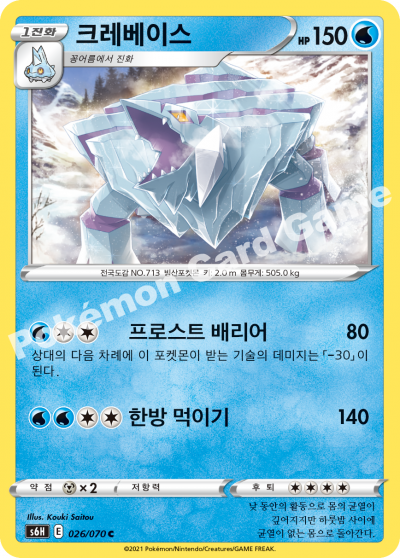 1진화
크레베이스
HP 150
꽁어름에서 진화
Pokémon Card Game
전국도감 NO.713 빙산포켓몬 키: 2.0 m 몸무게: 505.0 kg
프로스트 배리어 80
상대의 다음 차례에 이 포켓몬이 받는 기술의 데미지는「-30」이
된다.
한방 먹이기 140
약점 ×2 저항력 후퇴
Illus. Kouki Saitou
s6H E 026/070 C
낮 동안의 활동으로 몸의 균열이
깊어지지만 하룻밤 사이에
균열이 없는 몸으로 돌아간다.
©2021 Pokémon/Nintendo/Creatures/GAME FREAK.